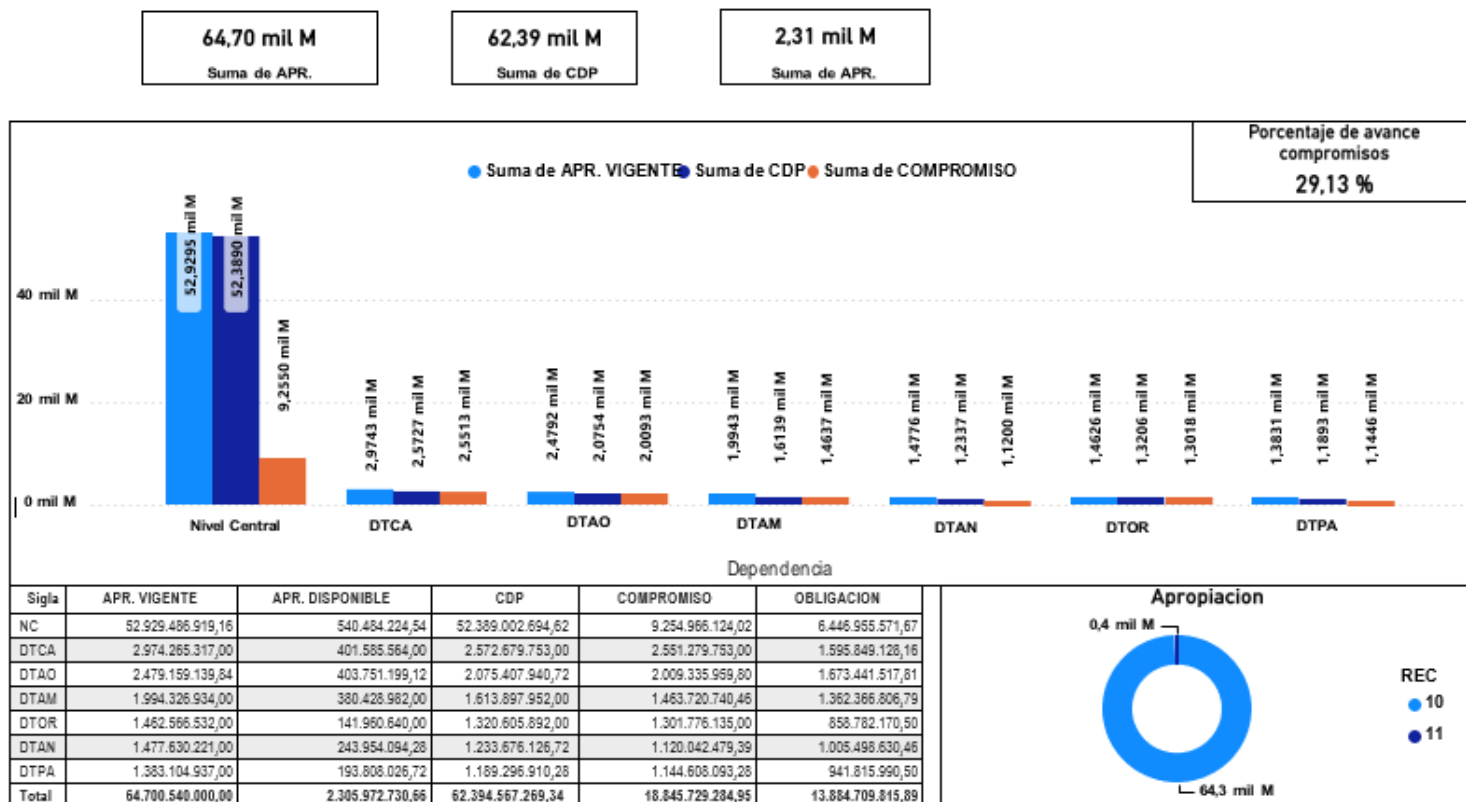 64,70 mil M
Suma de APR.
62,39 mil M
Suma de CDP
2,31 mil M
Suma de APR.
Porcentaje de avance
compromisos
29,13 %
Suma de APR. VIGENTE Suma de CDP Suma de COMPROMISO
40 mil M
20 mil M
0 mil M
52,9295 mil M
52,3890 mil M
9,2550 mil M
2,9743 mil M
2,5727 mil M
2,5513 mil M
2,4792 mil M
2,0754 mil M
2,0093 mil M
1,9943 mil M
1,6139 mil M
1,4637 mil M
1,4776 mil M
1,2337 mil M
1,1200 mil M
1,4626 mil M
1,3206 mil M
1,3018 mil M
1,3831 mil M
1,1893 mil M
1,1446 mil M
Nivel Central DTCA DTAO DTAM DTAN DTOR DTPA
Dependencia
Sigla APR. VIGENTE APR. DISPONIBLE CDP COMPROMISO OBLIGACION
NC 52.929.486.919,16 540.484.224,54 52.389.002.694,62 9.254.966.124,02 6.446.955.571,67
DTCA 2.974.265.317,00 401.585.564,00 2.572.679.753,00 2.551.279.753,00 1.595.849.128,16
DTAO 2.479.159.139,84 403.751.199,12 2.075.407.940,72 2.009.335.959,80 1.673.441.517,81
DTAM 1.994.326.934,00 380.428.982,00 1.613.897.952,00 1.463.720.740,46 1.362.366.806,79
DTOR 1.462.566.532,00 141.960.640,00 1.320.605.892,00 1.301.776.135,00 858.782.170,50
DTAN 1.477.630.221,00 243.954.094,28 1.233.676.126,72 1.120.042.479,39 1.005.498.630,46
DTPA 1.383.104.937,00 193.808.026,72 1.189.296.910,28 1.144.608.093,28 941.815.990,50
Total 64.700.540.000,00 2.305.972.730,66 62.394.567.269,34 18.845.729.284,95 13.884.709.815,89
Apropiacion
0,4 mil M
64,3 mil M
REC
10
11